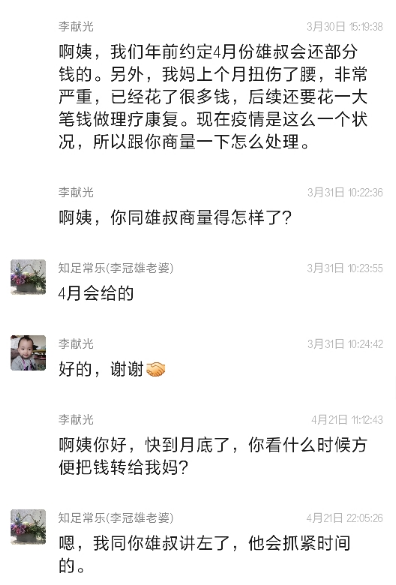 李献光 3月30日 15:19:38
啊姨，我们年前约定4月份雄叔会还部分
钱的。另外，我妈上个月扭伤了腰，非常
严重，已经花了很多钱，后续还要花一大
笔钱做理疗康复。现在疫情是这么一个状
况，所以跟你商量一下怎么处理。
李献光 3月31日 10:22:36
啊姨，你同雄叔商量得怎样了？
知足常乐(李冠雄老婆) 3月31日 10:23:55
4月会给的
李献光 3月31日 10:24:42
好的，谢谢🤝
李献光 4月21日 11:12:43
啊姨你好，快到月底了，你看什么时候方
便把钱转给我妈？
知足常乐(李冠雄老婆) 4月21日 22:05:26
嗯，我同你雄叔讲左了，他会抓紧时间
的。